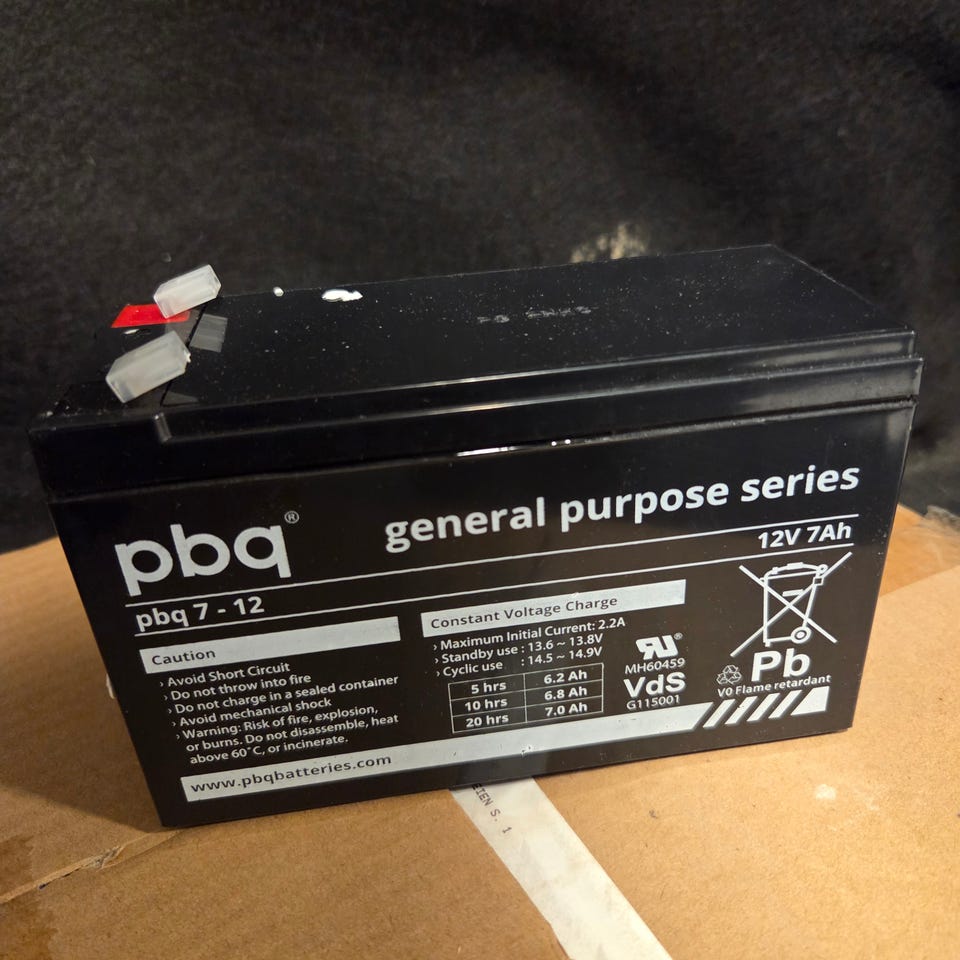 pbq®
general purpose series
12V 7Ah
pbq 7 - 12
Caution
› Avoid Short Circuit
› Do not throw into fire
› Do not charge in a sealed container
› Avoid mechanical shock
› Warning: Risk of fire, explosion,
or burns. Do not disassemble, heat
above 60°C, or incinerate.
www.pbqbatteries.com
Constant Voltage Charge
› Maximum Initial Current: 2.2A
› Standby use : 13.6 ~ 13.8V
› Cyclic use : 14.5 ~ 14.9V
5 hrs 6.2 Ah
10 hrs 6.8 Ah
20 hrs 7.0 Ah
RU®
MH60459
VdS
G115001
Pb
V0 Flame retardant
S. 1